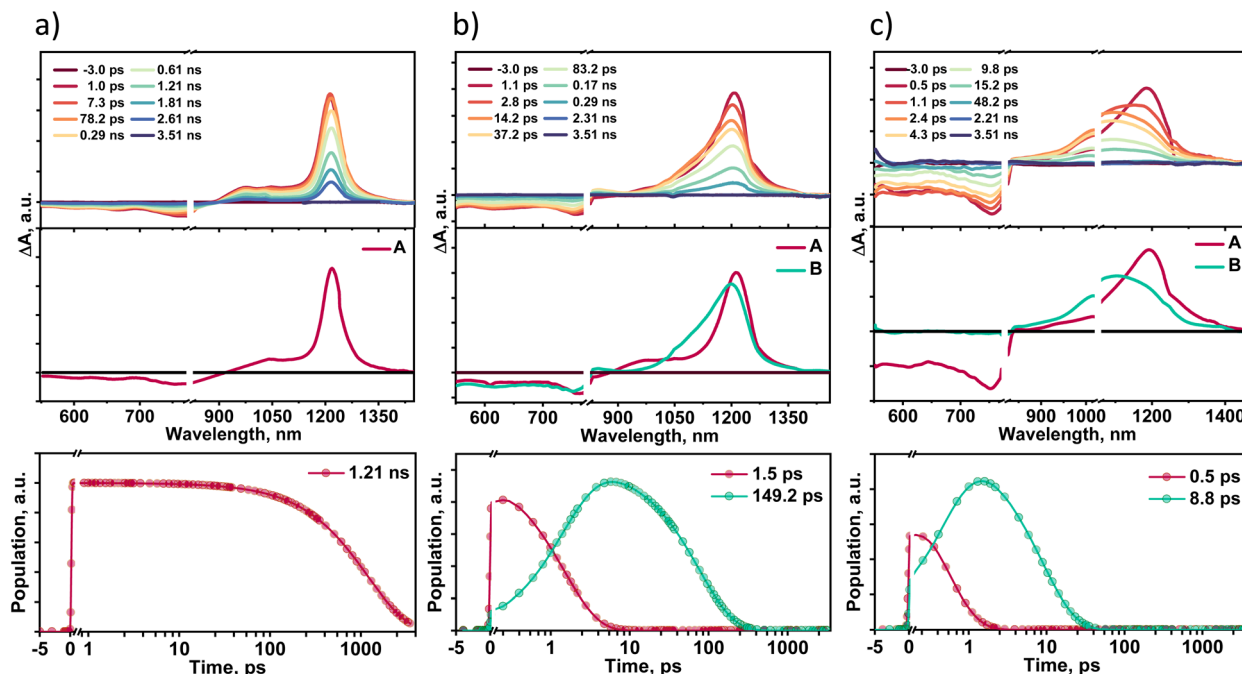 a)
-3.0 ps 0.61 ns
1.0 ps 1.21 ns
7.3 ps 1.81 ns
78.2 ps 2.61 ns
0.29 ns 3.51 ns
ΔA, a.u.
A
550 700 900 1050 1200 1350
Wavelength, nm
1.21 ns
Population, a.u.
-5 0 1 10 100 1000
Time, ps
b)
-3.0 ps 83.2 ps
1.1 ps 0.17 ns
2.8 ps 0.29 ns
14.2 ps 2.31 ns
37.2 ps 3.51 ns
ΔA, a.u.
A
B
550 700 900 1050 1200 1350
Wavelength, nm
1.5 ps
149.2 ps
Population, a.u.
-5 0 1 10 100 1000
Time, ps
c)
-3.0 ps 9.8 ps
0.5 ps 15.2 ps
1.1 ps 48.2 ps
2.4 ps 2.21 ns
4.3 ps 3.51 ns
ΔA, a.u.
A
B
600 700 900 1000 1200 1400
Wavelength, nm
0.5 ps
8.8 ps
Population, a.u.
-5 0 1 10 100 1000
Time, ps